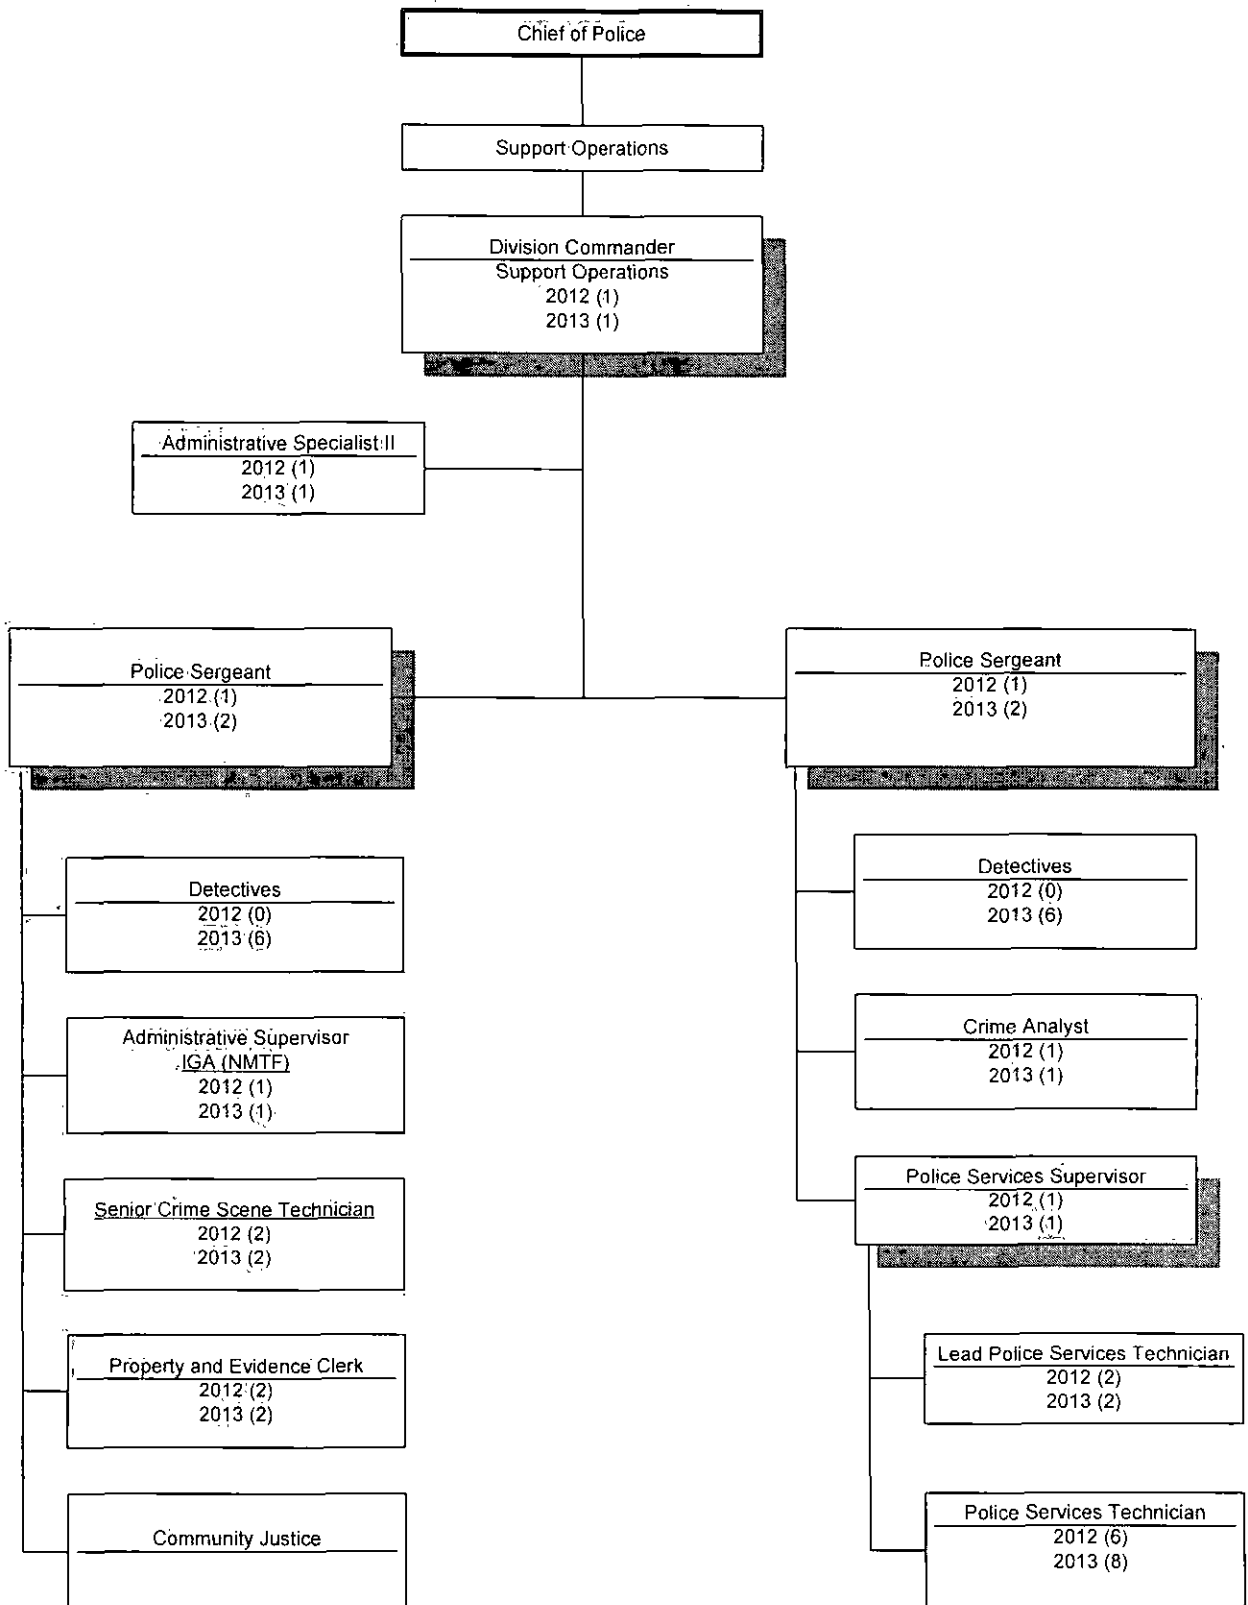 Chief of Police
Support Operations
Division Commander
Support Operations
2012 (1)
2013 (1)
Administrative Specialist II
2012 (1)
2013 (1)
Police Sergeant
2012 (1)
2013 (2)
Detectives
2012 (0)
2013 (6)
Administrative Supervisor
IGA (NMTF)
2012 (1)
2013 (1)
Senior Crime Scene Technician
2012 (2)
2013 (2)
Property and Evidence Clerk
2012 (2)
2013 (2)
Community Justice
Police Sergeant
2012 (1)
2013 (2)
Detectives
2012 (0)
2013 (6)
Crime Analyst
2012 (1)
2013 (1)
Police Services Supervisor
2012 (1)
2013 (1)
Lead Police Services Technician
2012 (2)
2013 (2)
Police Services Technician
2012 (6)
2013 (8)